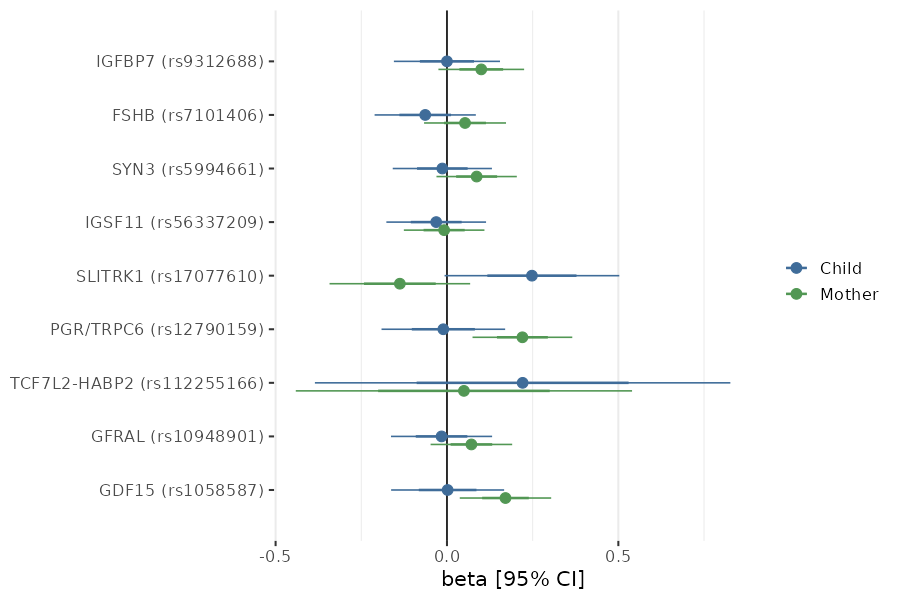 IGFBP7 (rs9312688)
FSHB (rs7101406)
SYN3 (rs5994661)
IGSF11 (rs56337209)
SLITRK1 (rs17077610)
PGR/TRPC6 (rs12790159)
TCF7L2-HABP2 (rs112255166)
GFRAL (rs10948901)
GDF15 (rs1058587)
-0.5 0.0 0.5
beta [95% CI]
Child
Mother